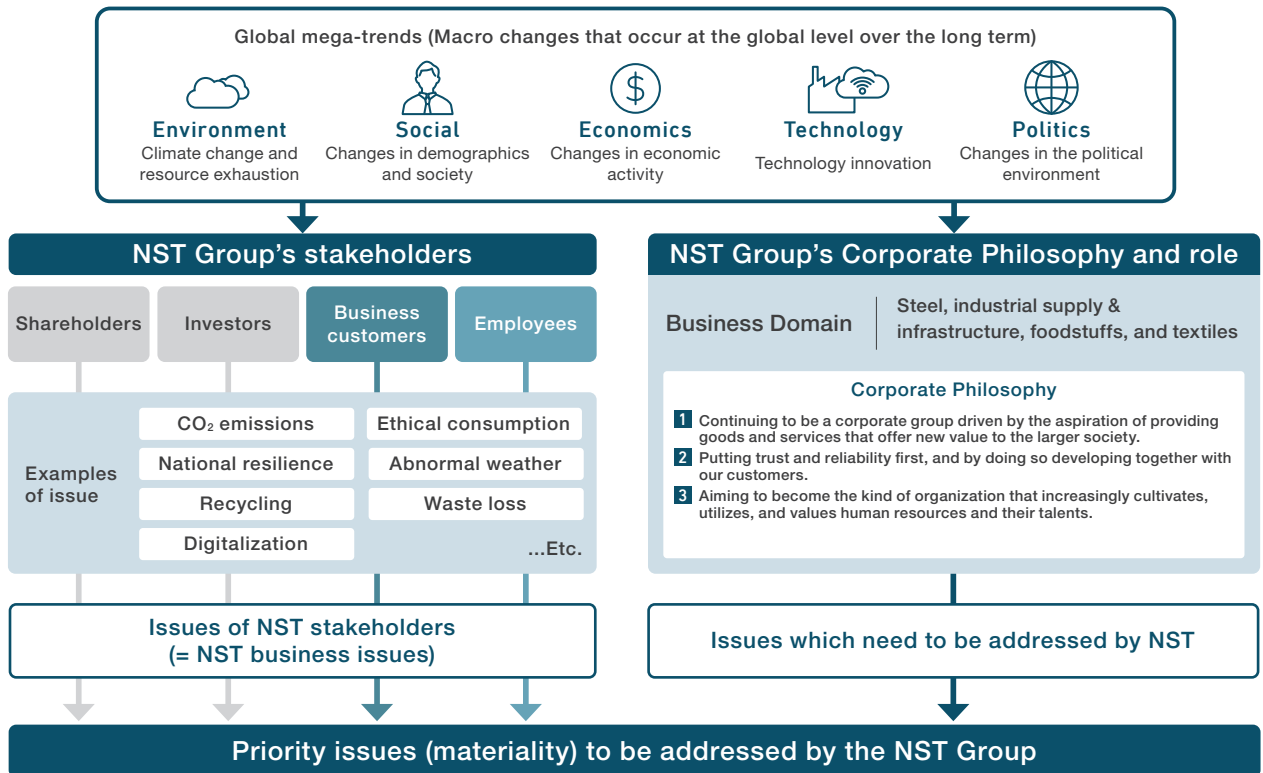 Global mega-trends (Macro changes that occur at the global level over the long term)
Environment
Climate change and
resource exhaustion
Social
Changes in demographics
and society
Economics
Changes in economic
activity
Technology
Technology innovation
Politics
Changes in the political
environment
NST Group’s stakeholders
Shareholders
Investors
Business
customers
Employees
Examples
of issue
CO₂ emissions
National resilience
Recycling
Digitalization
Ethical consumption
Abnormal weather
Waste loss
...Etc.
Issues of NST stakeholders
(= NST business issues)
NST Group’s Corporate Philosophy and role
Business Domain
Steel, industrial supply &
infrastructure, foodstuffs, and textiles
Corporate Philosophy
1 Continuing to be a corporate group driven by the aspiration of providing
goods and services that offer new value to the larger society.
2 Putting trust and reliability first, and by doing so developing together with
our customers.
3 Aiming to become the kind of organization that increasingly cultivates,
utilizes, and values human resources and their talents.
Issues which need to be addressed by NST
Priority issues (materiality) to be addressed by the NST Group